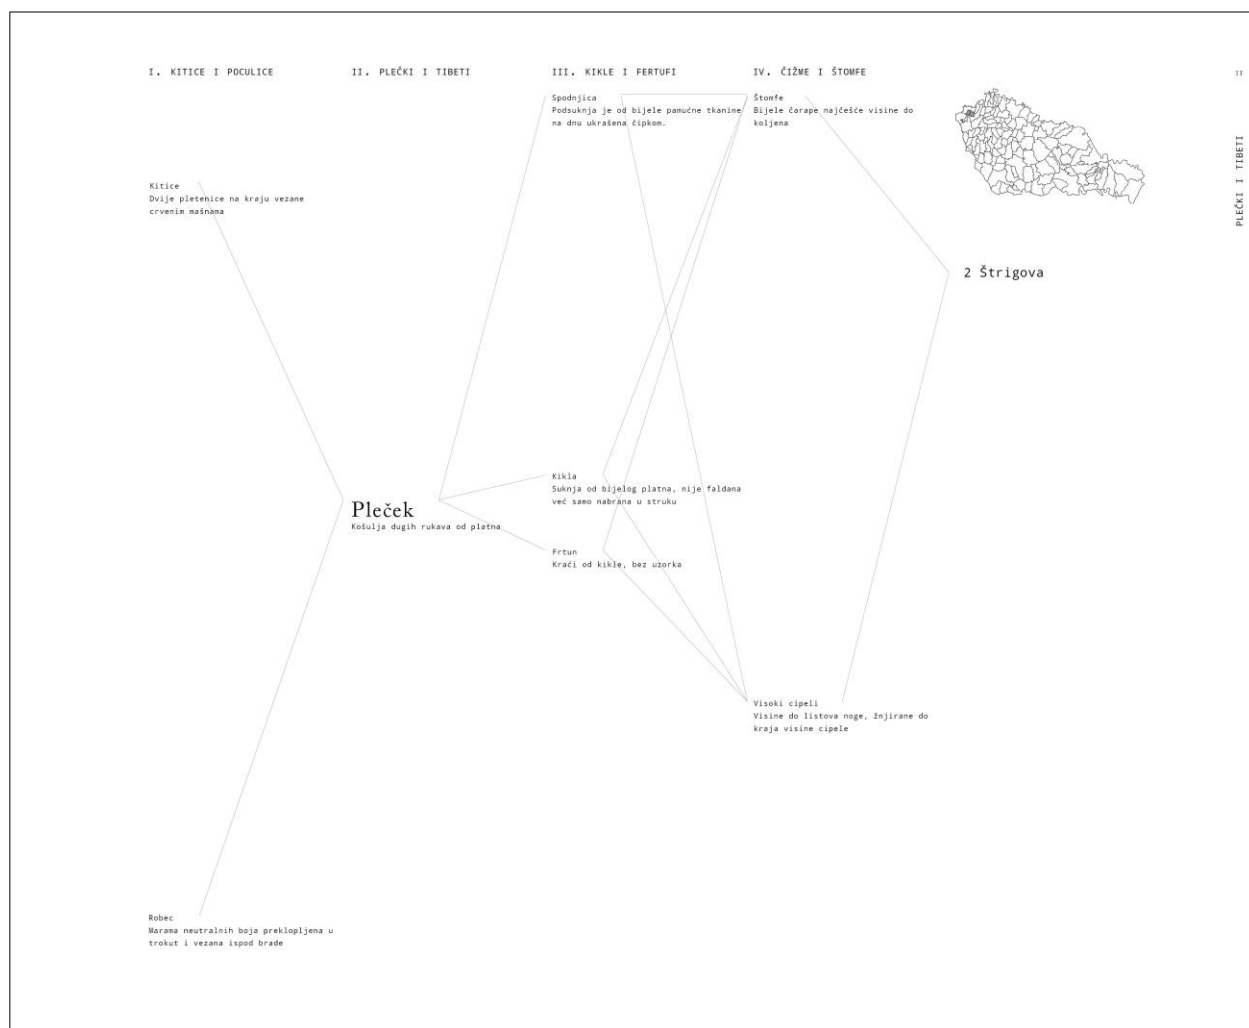 I. KITICE I POCULICE
II. PLEČKI I TIBETI
III. KIKLE I FERTUFI
IV. ČIŽME I ŠTOMFE
II
PLEČKI I TIBETI
Spodnjica
Podsuknja je od bijele pamučne tkanine
na dnu ukrašena čipkom.
Štomfe
Bijele čarape najčešće visine do
koljena
Kitice
Dvije pletenice na kraju vezane
crvenim mašnama
2 Štrigova
Pleček
Košulja dugih rukava od platna
Kikla
Suknja od bijelog platna, nije faldana
već samo nabrana u struku
Frtun
Kraći od kikle, bez uzorka
Visoki cipeli
Visine do listova noge, žnjirane do
kraja visine cipele
Robec
Marama neutralnih boja preklopljena u
trokut i vezana ispod brade